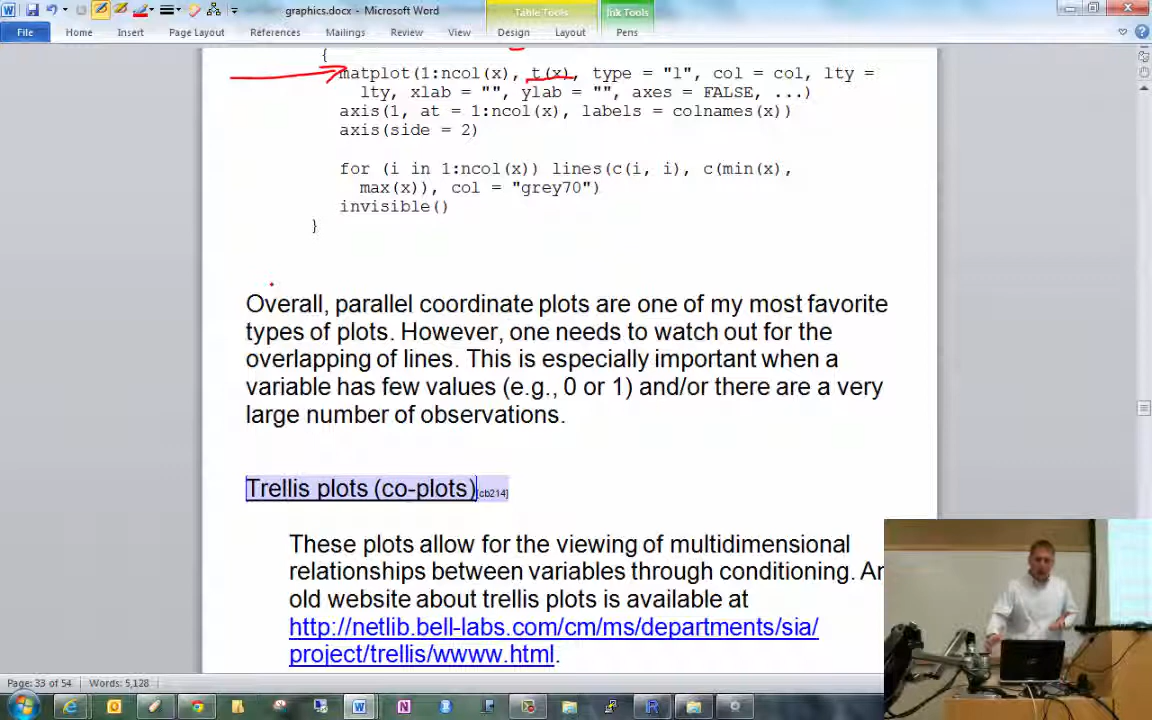 graphics.docx - Microsoft Word
Table Tools
Ink Tools
File
Home
Insert
Page Layout
References
Mailings
Review
View
Design
Layout
Pens
{
matplot(1:ncol(x), t(x), type = "l", col = col, lty =
lty, xlab = "", ylab = "", axes = FALSE, ...)
axis(1, at = 1:ncol(x), labels = colnames(x))
axis(side = 2)
for (i in 1:ncol(x)) lines(c(i, i), c(min(x),
max(x)), col = "grey70")
invisible()
}
Overall, parallel coordinate plots are one of my most favorite
types of plots. However, one needs to watch out for the
overlapping of lines. This is especially important when a
variable has few values (e.g., 0 or 1) and/or there are a very
large number of observations.
Trellis plots (co-plots)[cb214]
These plots allow for the viewing of multidimensional
relationships between variables through conditioning. An
old website about trellis plots is available at
http://netlib.bell-labs.com/cm/ms/departments/sia/
project/trellis/wwww.html.
Page: 33 of 54
Words: 5,128